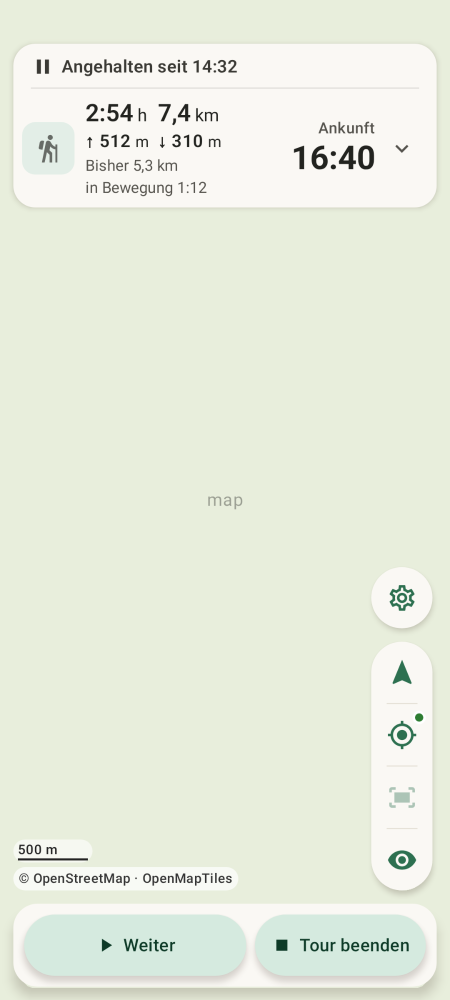 Angehalten seit 14:32
2:54 h 7,4 km
↑ 512 m ↓ 310 m
Bisher 5,3 km
in Bewegung 1:12
Ankunft
16:40
map
500 m
© OpenStreetMap · OpenMapTiles
Weiter
Tour beenden